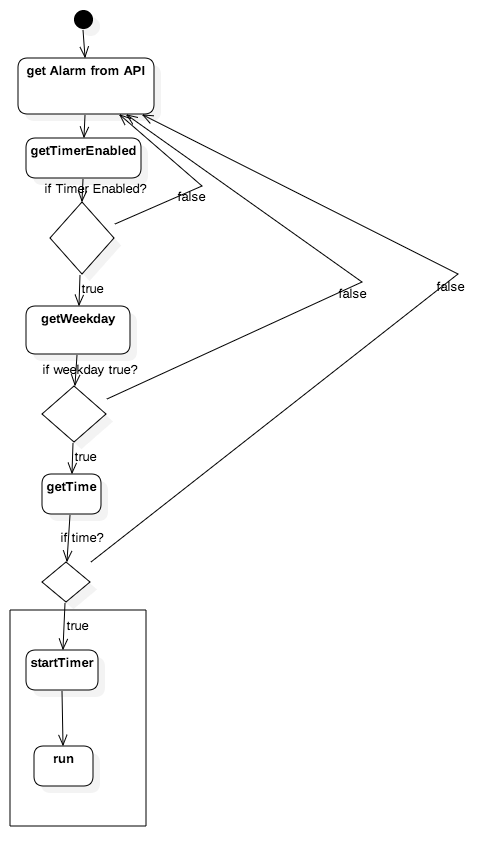 get Alarm from API
getTimerEnabled
if Timer Enabled?
false
true
getWeekday
false
false
if weekday true?
true
getTime
if time?
true
startTimer
run